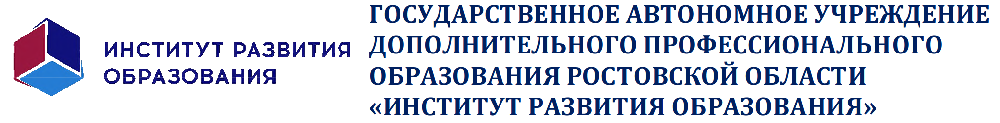 ИНСТИТУТ РАЗВИТИЯ
ОБРАЗОВАНИЯ
ГОСУДАРСТВЕННОЕ АВТОНОМНОЕ УЧРЕЖДЕНИЕ
ДОПОЛНИТЕЛЬНОГО ПРОФЕССИОНАЛЬНОГО
ОБРАЗОВАНИЯ РОСТОВСКОЙ ОБЛАСТИ
«ИНСТИТУТ РАЗВИТИЯ ОБРАЗОВАНИЯ»